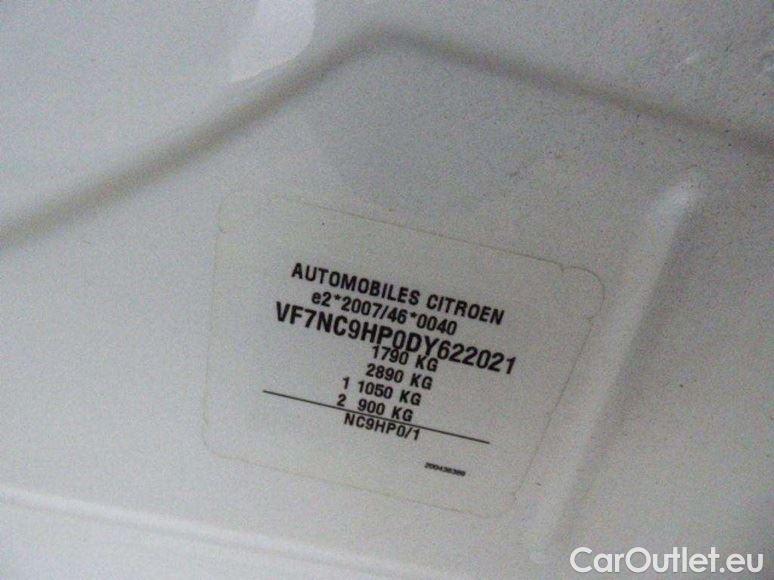 AUTOMOBILES CITROEN
e2*2007/46*0040
VF7NC9HP0DY622021
1790 KG
2890 KG
1 1050 KG
2 900 KG
NC9HP0/1
200438389
CarOutlet.eu